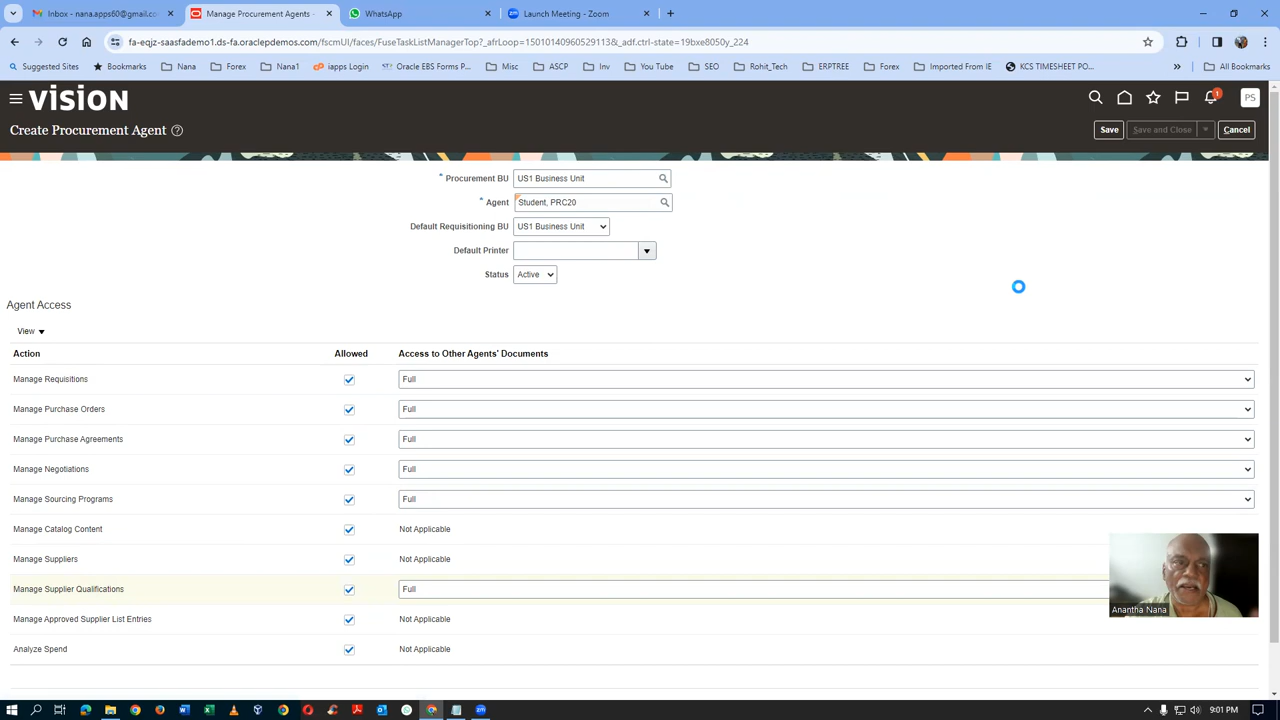 Inbox - nana.apps60@gmail.co
Manage Procurement Agents -
WhatsApp
Launch Meeting - Zoom
fa-eqjz-saasfademo1.ds-fa.oraclepdemos.com/fscmUI/faces/FuseTaskListManagerTop?_afrLoop=15010140960529113&_adf.ctrl-state=19bxe8050y_224
Suggested Sites
Bookmarks
Nana
Forex
Nana1
iapps Login
Oracle EBS Forms P...
Misc
ASCP
Inv
You Tube
SEO
Rohit_Tech
ERPTREE
Forex
Imported From IE
KCS TIMESHEET PO...
All Bookmarks
VISION
1
PS
Create Procurement Agent
Save
Save and Close
Cancel
* Procurement BU US1 Business Unit
* Agent Student, PRC20
Default Requisitioning BU US1 Business Unit
Default Printer
Status Active
Agent Access
View
Action Allowed Access to Other Agents' Documents
Manage Requisitions Full
Manage Purchase Orders Full
Manage Purchase Agreements Full
Manage Negotiations Full
Manage Sourcing Programs Full
Manage Catalog Content Not Applicable
Manage Suppliers Not Applicable
Manage Supplier Qualifications Full
Manage Approved Supplier List Entries Not Applicable
Analyze Spend Not Applicable
Anantha Nana
9:01 PM